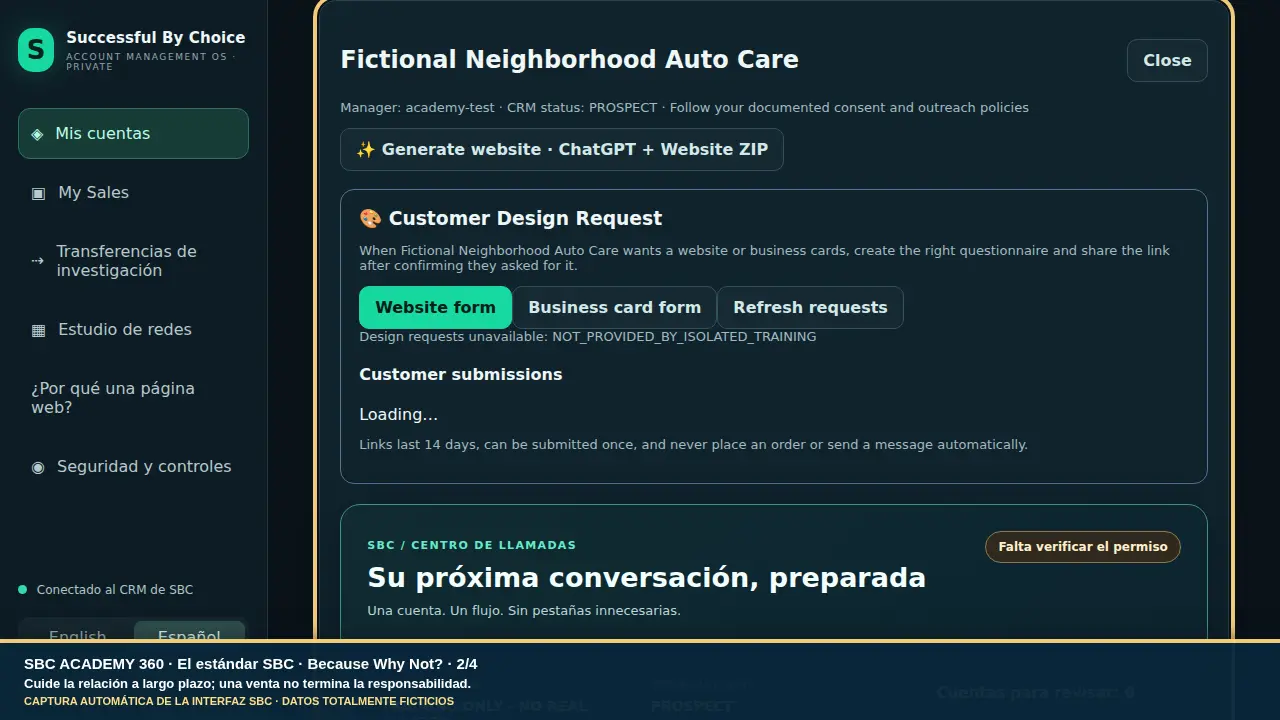 S
Successful By Choice
ACCOUNT MANAGEMENT OS ·
PRIVATE
Mis cuentas
My Sales
Transferencias de
investigación
Estudio de redes
¿Por qué una página
web?
Seguridad y controles
Conectado al CRM de SBC
English
Español
Fictional Neighborhood Auto Care
Close
Manager: academy-test · CRM status: PROSPECT · Follow your documented consent and outreach policies
✨ Generate website · ChatGPT + Website ZIP
🎨 Customer Design Request
When Fictional Neighborhood Auto Care wants a website or business cards, create the right questionnaire and share the link
after confirming they asked for it.
Website form
Business card form
Refresh requests
Design requests unavailable: NOT_PROVIDED_BY_ISOLATED_TRAINING
Customer submissions
Loading…
Links last 14 days, can be submitted once, and never place an order or send a message automatically.
SBC / CENTRO DE LLAMADAS
Falta verificar el permiso
Su próxima conversación, preparada
Una cuenta. Un flujo. Sin pestañas innecesarias.
SBC ACADEMY 360 · El estándar SBC · Because Why Not? · 2/4
Cuide la relación a largo plazo; una venta no termina la responsabilidad.
CAPTURA AUTOMÁTICA DE LA INTERFAZ SBC · DATOS TOTALMENTE FICTICIOS
ONLY - NO REAL
PROSPECT
Cuentas para revisar: 6